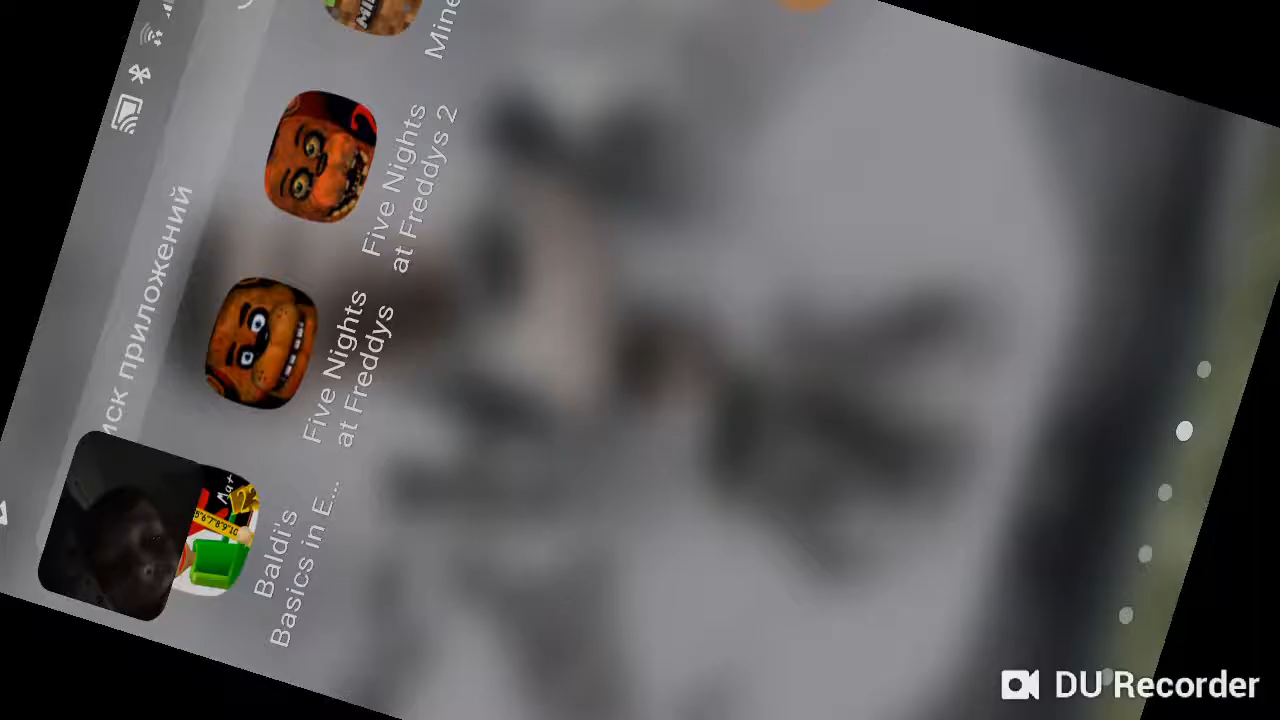 иск приложений
Baldi's
Basics in E...
Five Nights
at Freddys
Five Nights
at Freddys 2
Mine
DU Recorder